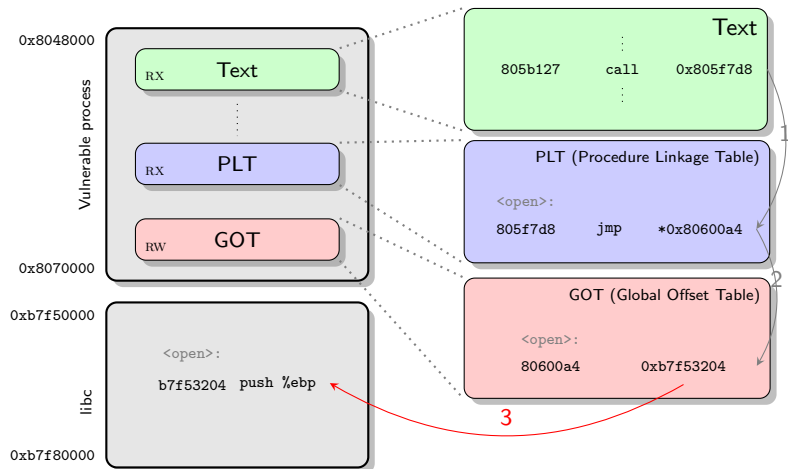 0x8048000
Vulnerable process
0x8070000
RX Text
RX PLT
RW GOT
Text
805b127 call 0x805f7d8
1
PLT (Procedure Linkage Table)
<open>:
805f7d8 jmp *0x80600a4
2
GOT (Global Offset Table)
<open>:
80600a4 0xb7f53204
3
0xb7f50000
libc
0xb7f80000
<open>:
b7f53204 push %ebp